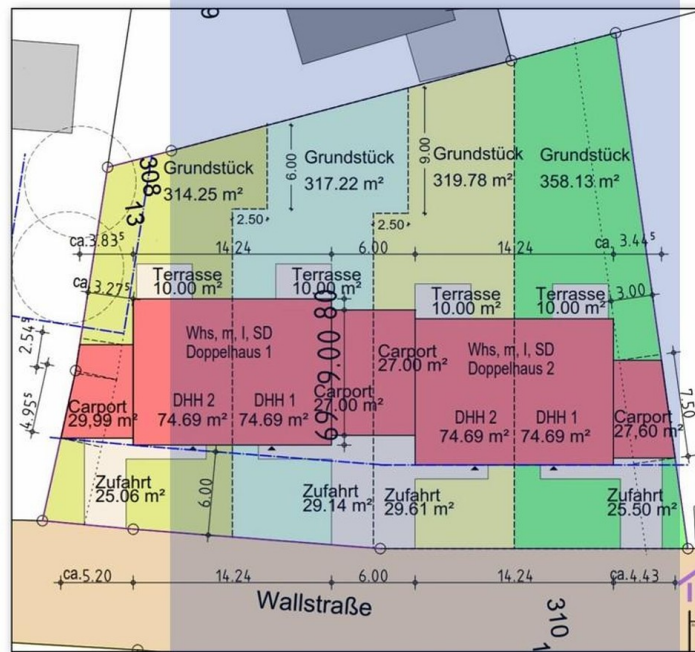 9
Grundstück
314.25 m²
Grundstück
317.22 m²
Grundstück
319.78 m²
Grundstück
358.13 m²
308
13
6.00
9.00
2.50
2.50
ca.3.83⁵
14.24
6.00
14.24
ca.3.44⁵
ca.3.27⁵
3.00
Terrasse
10.00 m²
Terrasse
10.00 m²
Terrasse
10.00 m²
Terrasse
10.00 m²
2.54⁵
4.95⁵
Whs, m, I, SD
Doppelhaus 1
Whs, m, I, SD
Doppelhaus 2
Carport
29,99 m²
DHH 2
74.69 m²
DHH 1
74.69 m²
Carport
27.00 m²
Carport
27.00 m²
DHH 2
74.69 m²
DHH 1
74.69 m²
Carport
27,60 m²
7.50
Zufahrt
25.06 m²
6.00
Zufahrt
29.14 m²
Zufahrt
29.61 m²
Zufahrt
25.50 m²
ca.5.20
14.24
6.00
14.24
ca.4.43
Wallstraße
310